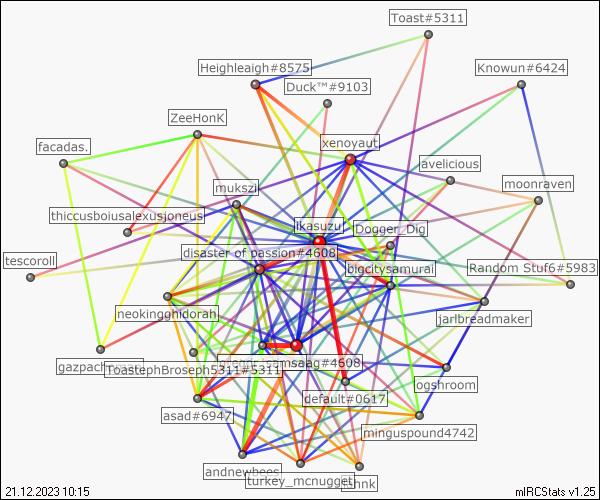 Toast#5311
Heighleaigh#8575
Knowun#6424
Duck™#9103
ZeeHonK
xenoyaut
facadas.
avelicious
mukszi
moonraven
thiccusboiusalexusjoneus
ikasuzu
Dogger_Dig
disaster of passion#4608
tescoroll
bigcitysamurai
Random Stuf6#5983
neokingghidorah
jarlbreadmaker
gazpach
samsaag#4608
ToastephBroseph5311#5311
ogshroom
default#0617
asad#6947
minguspound4742
andnewbees
turkey_mcnugget
21.12.2023 10:15
mIRCStats v1.25